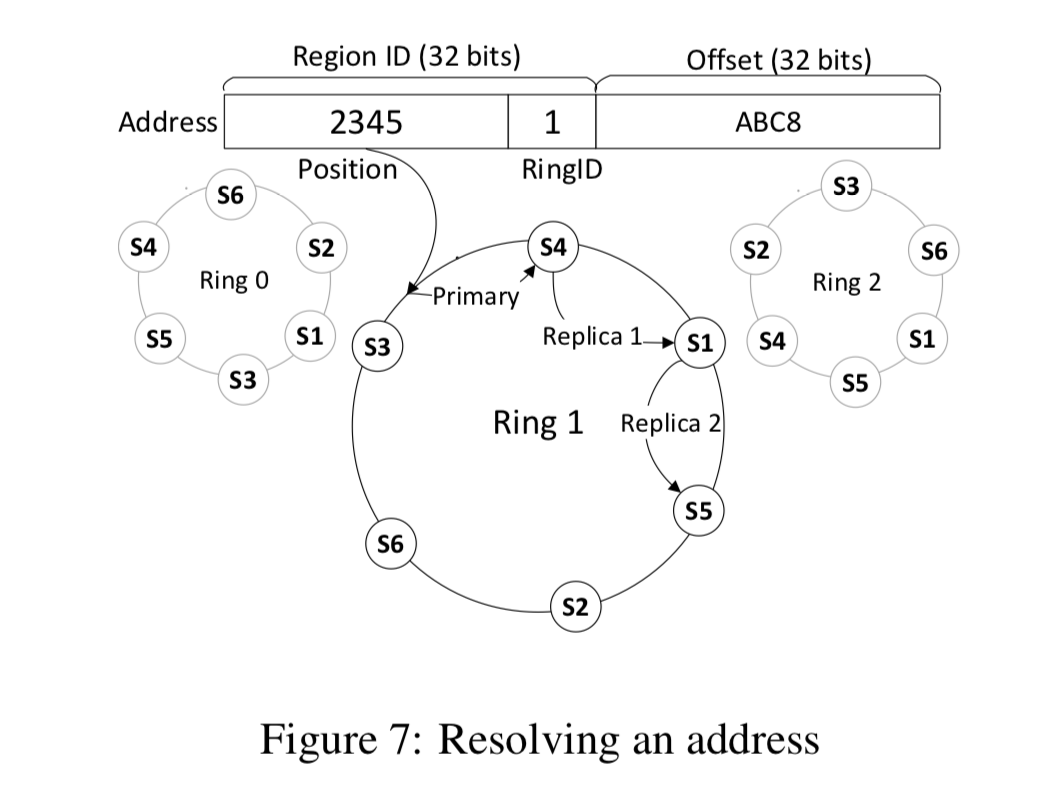 Region ID (32 bits)
Offset (32 bits)
Address
2345
1
ABC8
Position
RingID
S6
S4
S2
Ring 0
S5
S1
S3
S4
Primary
S3
Replica 1
S1
Ring 1
Replica 2
S5
S6
S2
S3
S2
S6
Ring 2
S4
S1
S5
Figure 7: Resolving an address